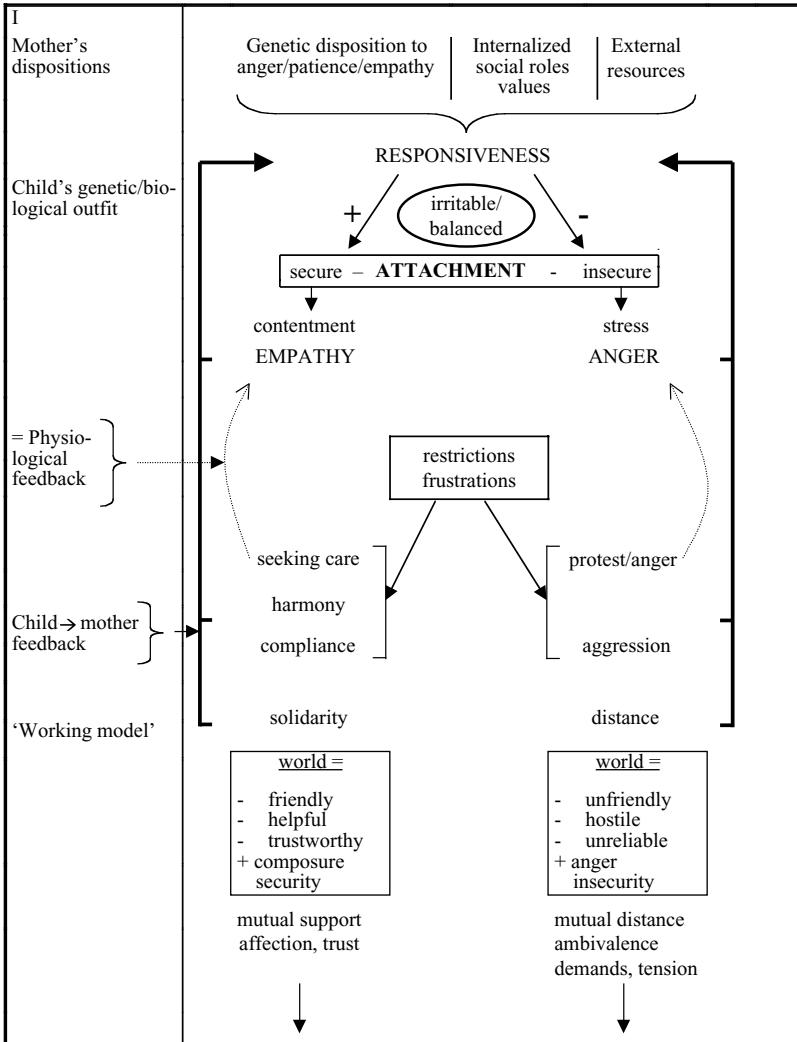 I
Mother's
dispositions
Genetic disposition to
anger/patience/empathy
Internalized
social roles
values
External
resources
RESPONSIVENESS
Child's genetic/bio-
logical outfit
+
irritable/
balanced
-
secure – ATTACHMENT - insecure
contentment
EMPATHY
stress
ANGER
= Physio-
logical
feedback
restrictions
frustrations
seeking care
harmony
compliance
protest/anger
aggression
Child → mother
feedback
'Working model'
solidarity
distance
world =
- friendly
- helpful
- trustworthy
+ composure
security
world =
- unfriendly
- hostile
- unreliable
+ anger
insecurity
mutual support
affection, trust
mutual distance
ambivalence
demands, tension